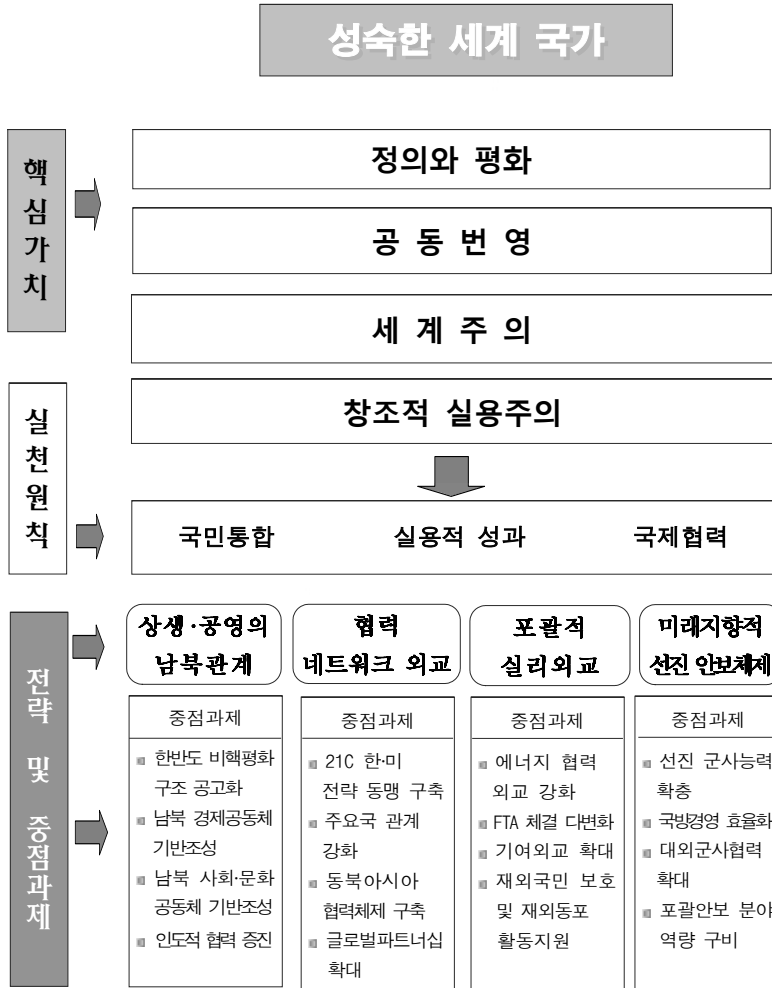 성숙한 세계 국가
핵심가치
정의와 평화
공 동 번 영
세 계 주 의
창조적 실용주의
실천원칙
국민통합 실용적 성과 국제협력
전략 및 중점과제
상생·공영의
남북관계
중점과제
한반도 비핵평화
구조 공고화
남북 경제공동체
기반조성
남북 사회·문화
공동체 기반조성
인도적 협력 증진
협력
네트워크 외교
중점과제
21C 한·미
전략 동맹 구축
주요국 관계
강화
동북아시아
협력체제 구축
글로벌파트너십
확대
포괄적
실리외교
중점과제
에너지 협력
외교 강화
FTA 체결 다변화
기여외교 확대
재외국민 보호
및 재외동포
활동지원
미래지향적
선진 안보체제
중점과제
선진 군사능력
확충
국방경영 효율화
대외군사협력
확대
포괄안보 분야
역량 구비